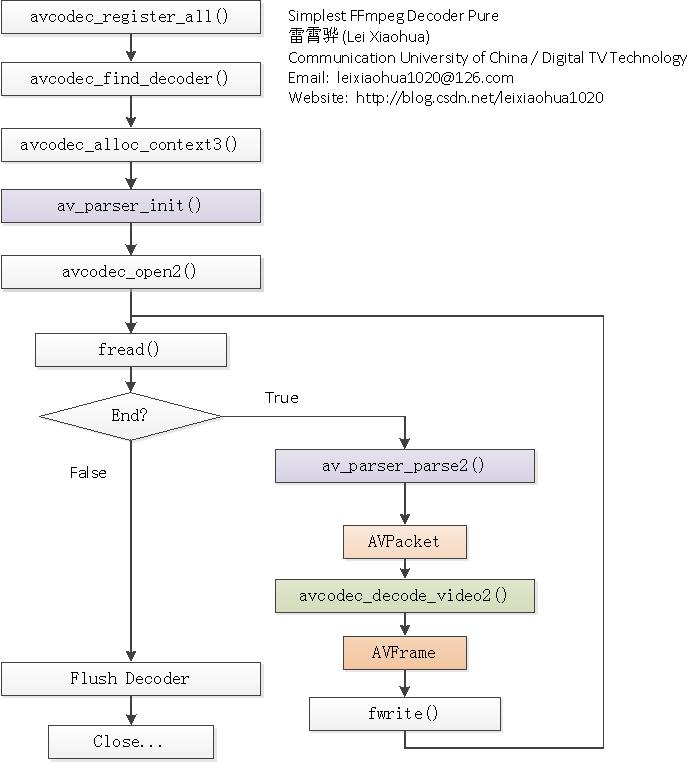 avcodec_register_all()
Simplest FFmpeg Decoder Pure
雷霄骅 (Lei Xiaohua)
Communication University of China / Digital TV Technology
Email: leixiaohua1020@126.com
Website: http://blog.csdn.net/leixiaohua1020
avcodec_find_decoder()
avcodec_alloc_context3()
av_parser_init()
avcodec_open2()
fread()
End?
True
False
av_parser_parse2()
AVPacket
avcodec_decode_video2()
AVFrame
fwrite()
Flush Decoder
Close...